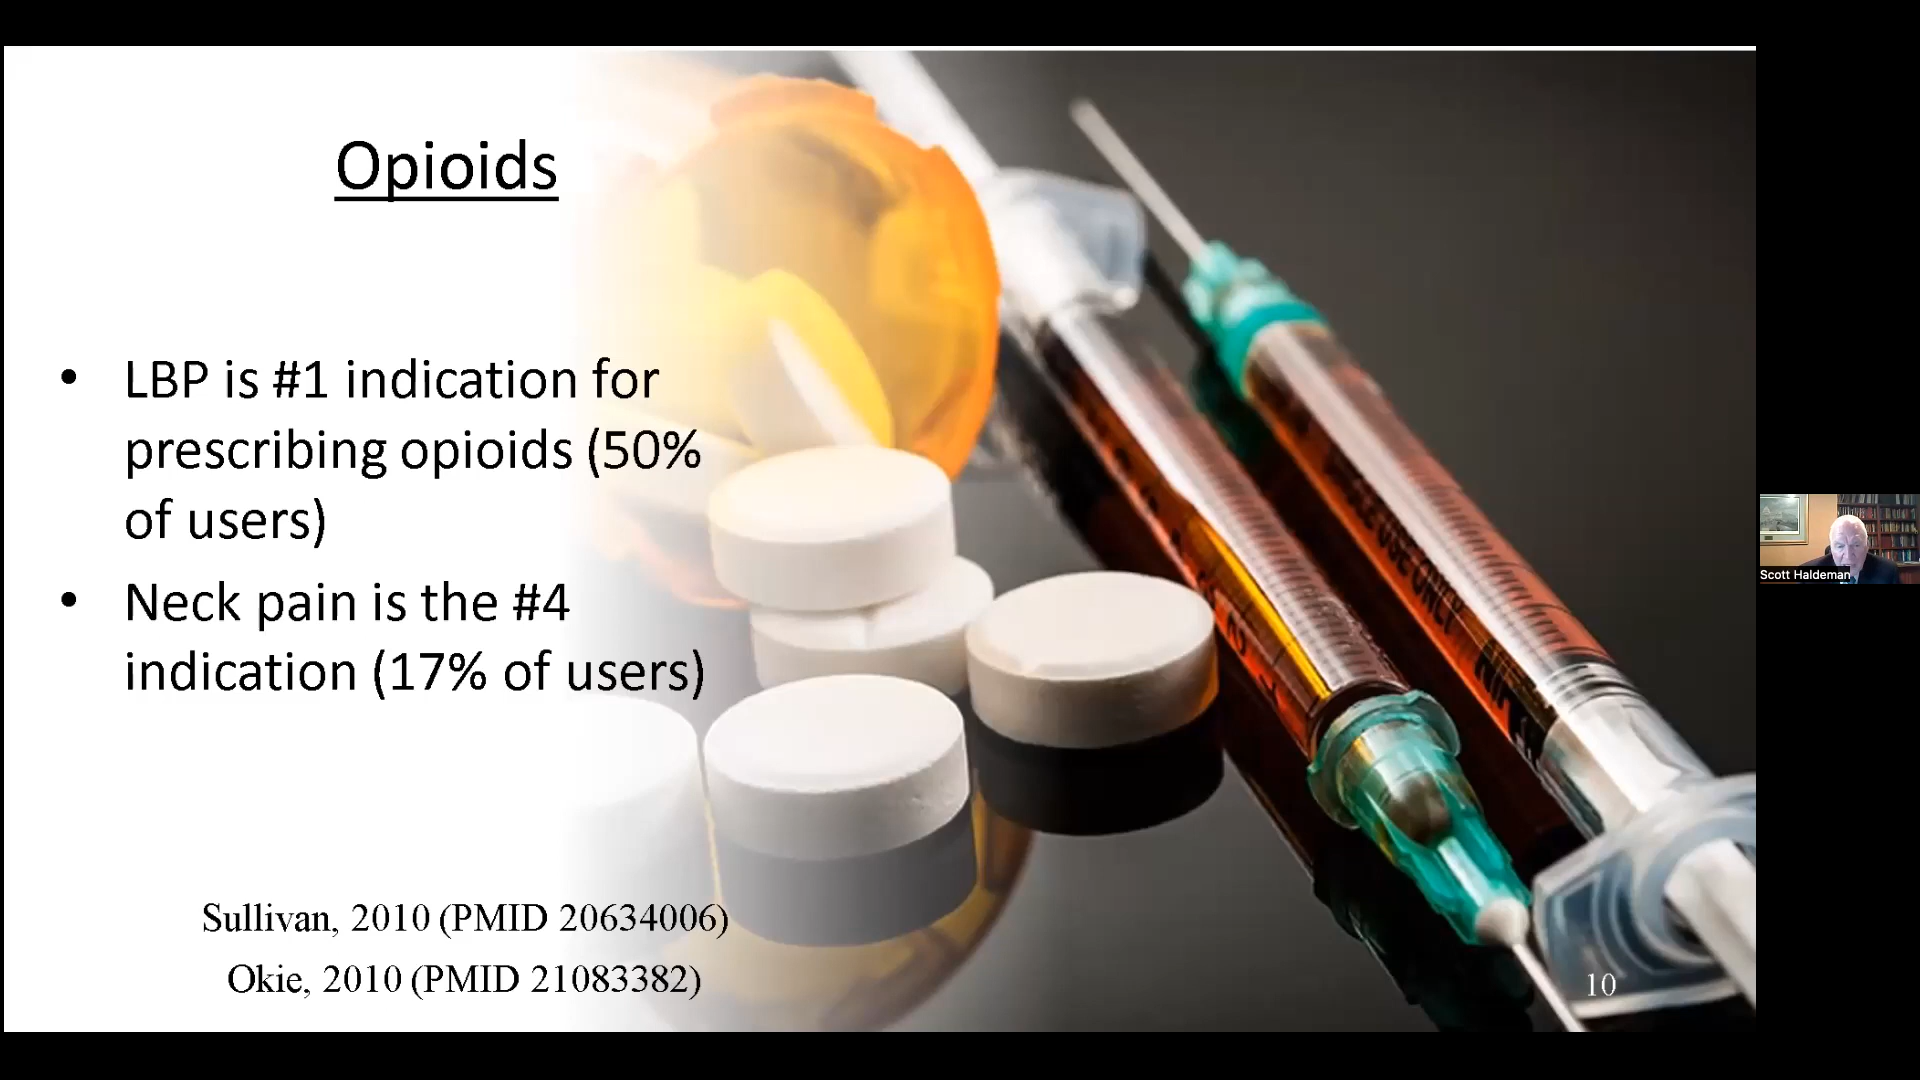 Opioids
• LBP is #1 indication for
prescribing opioids (50%
of users)
• Neck pain is the #4
indication (17% of users)
Sullivan, 2010 (PMID 20634006)
Okie, 2010 (PMID 21083382)
10
Scott Haldeman